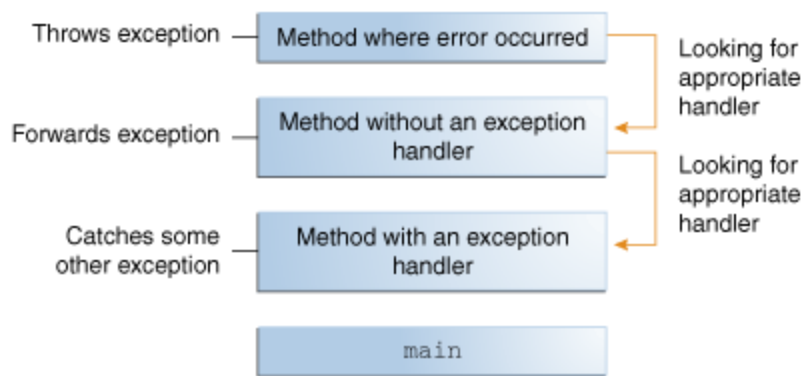 Throws exception
Method where error occurred
Looking for
appropriate
handler
Forwards exception
Method without an exception
handler
Looking for
appropriate
handler
Catches some
other exception
Method with an exception
handler
main